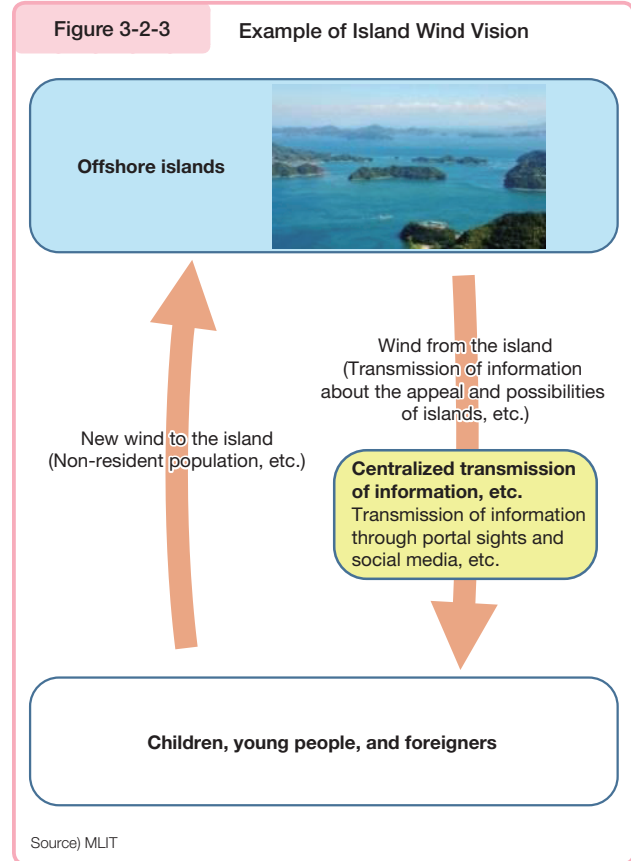 Figure 3-2-3
Example of Island Wind Vision
Offshore islands
Wind from the island
(Transmission of information
about the appeal and possibilities
of islands, etc.)
New wind to the island
(Non-resident population, etc.)
Centralized transmission
of information, etc.
Transmission of information
through portal sights and
social media, etc.
Children, young people, and foreigners
Source) MLIT